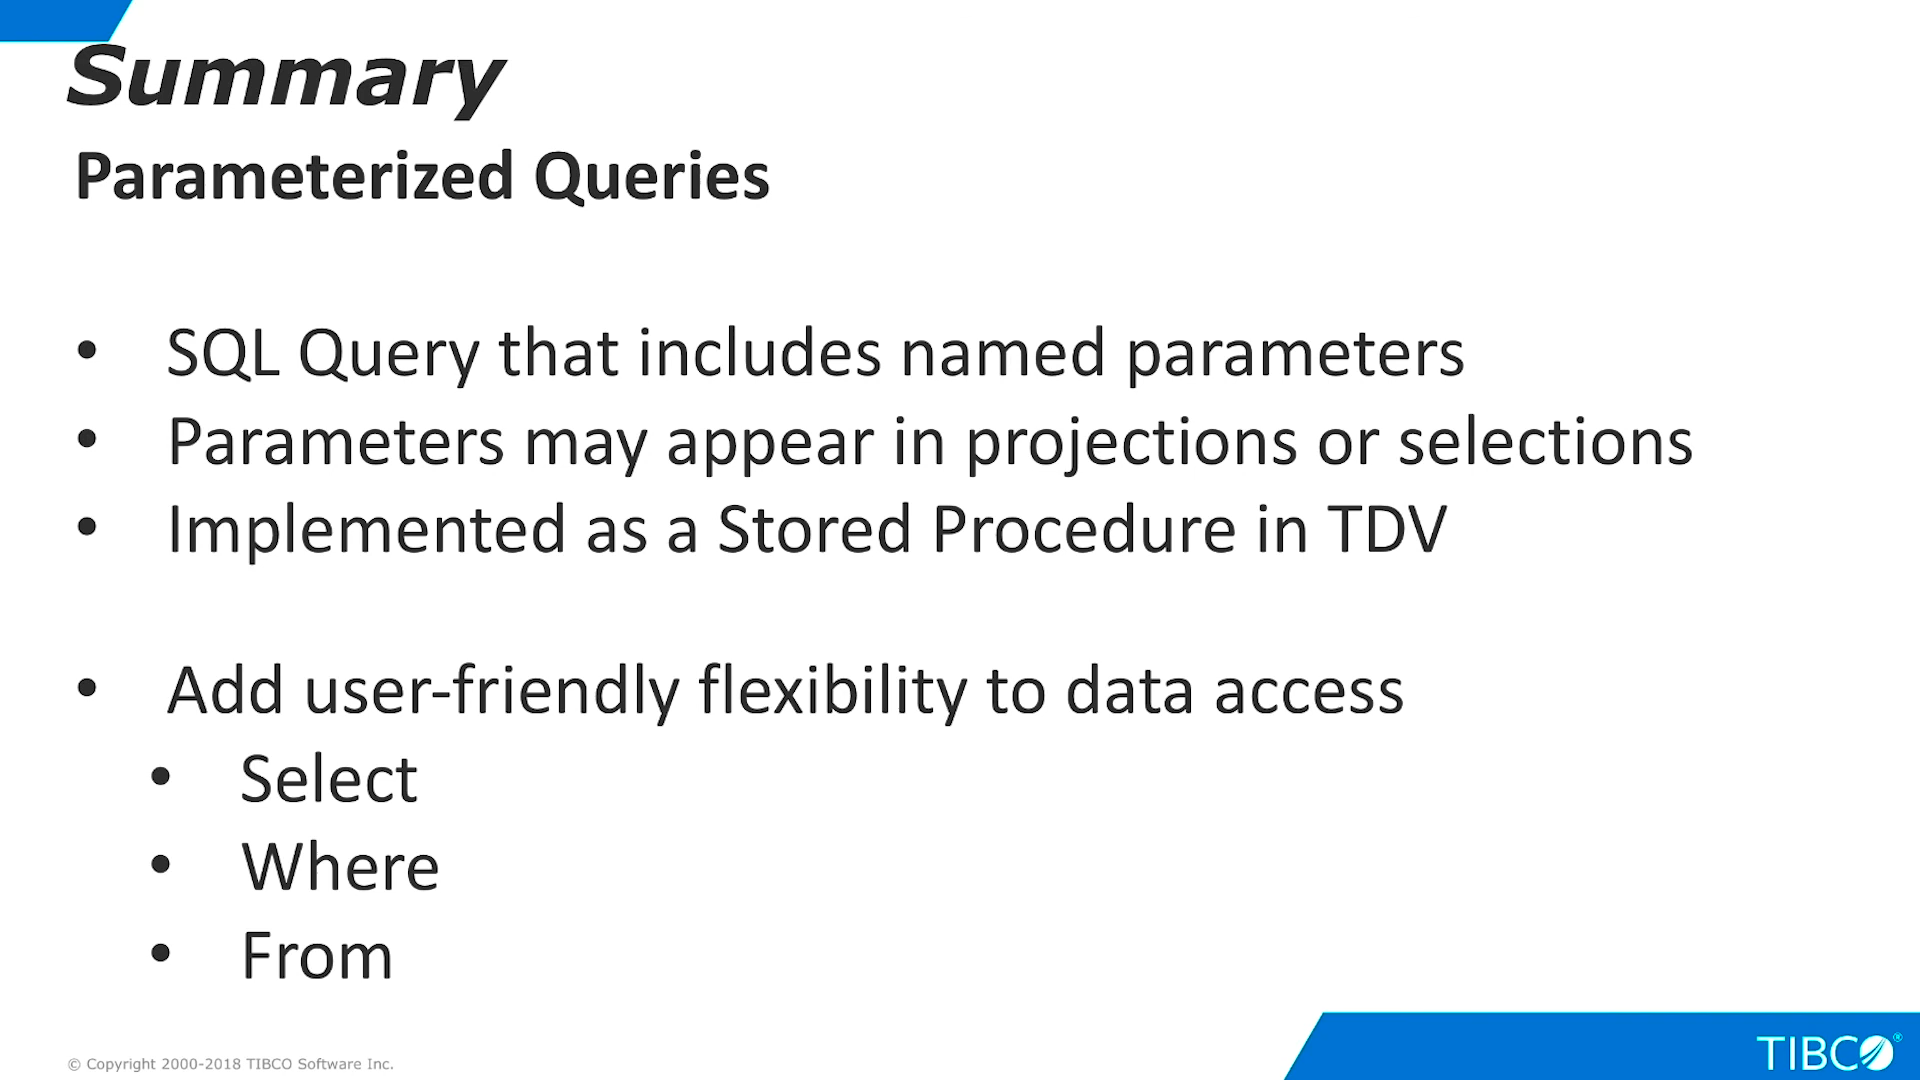 Summary
Parameterized Queries
• SQL Query that includes named parameters
• Parameters may appear in projections or selections
• Implemented as a Stored Procedure in TDV
• Add user-friendly flexibility to data access
• Select
• Where
• From
© Copyright 2000-2018 TIBCO Software Inc.
TIBCO®